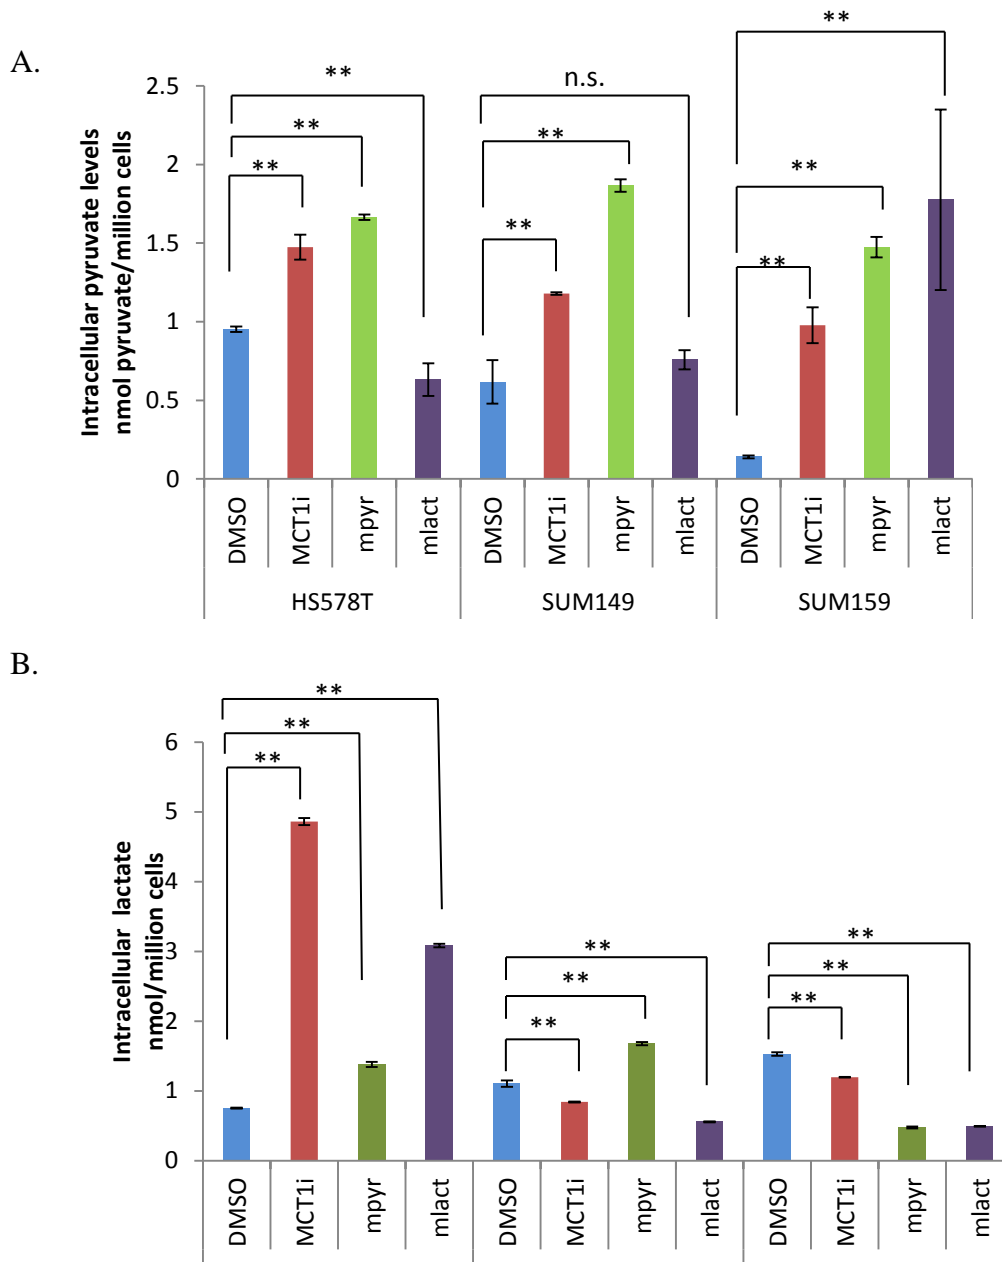 A.
Intracellular pyruvate levels
nmol pyruvate/million cells
2.5
2
1.5
1
0.5
0
**
**
**
n.s.
**
**
**
**
**
DMSO
MCT1i
mpyr
mlact
DMSO
MCT1i
mpyr
mlact
DMSO
MCT1i
mpyr
mlact
HS578T
SUM149
SUM159
B.
Intracellular lactate
nmol/million cells
6
5
4
3
2
1
0
**
**
**
**
**
**
**
**
**
DMSO
MCT1i
mpyr
mlact
DMSO
MCT1i
mpyr
mlact
DMSO
MCT1i
mpyr
mlact